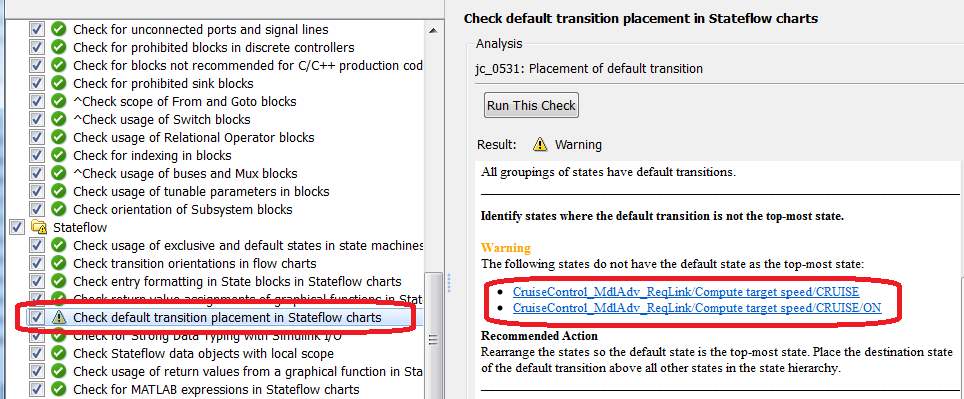 Check for unconnected ports and signal lines
Check for prohibited blocks in discrete controllers
Check for blocks not recommended for C/C++ production cod
Check for prohibited sink blocks
^Check scope of From and Goto blocks
^Check usage of Switch blocks
Check usage of Relational Operator blocks
Check for indexing in blocks
^Check usage of buses and Mux blocks
Check usage of tunable parameters in blocks
Check orientation of Subsystem blocks
Stateflow
Check usage of exclusive and default states in state machines
Check transition orientations in flow charts
Check entry formatting in State blocks in Stateflow charts
Check return value assignments of graphical functions in Stat
Check default transition placement in Stateflow charts
Check for Strong Data Typing with Simulink I/O
Check Stateflow data objects with local scope
Check usage of return values from a graphical function in Sta
Check for MATLAB expressions in Stateflow charts
Check default transition placement in Stateflow charts
Analysis
jc_0531: Placement of default transition
Run This Check
Result: Warning
All groupings of states have default transitions.
Identify states where the default transition is not the top-most state.
Warning
The following states do not have the default state as the top-most state:
• CruiseControl_MdlAdv_ReqLink/Compute target speed/CRUISE
• CruiseControl_MdlAdv_ReqLink/Compute target speed/CRUISE/ON
Recommended Action
Rearrange the states so the default state is the top-most state. Place the destination state
of the default transition above all other states in the state hierarchy.